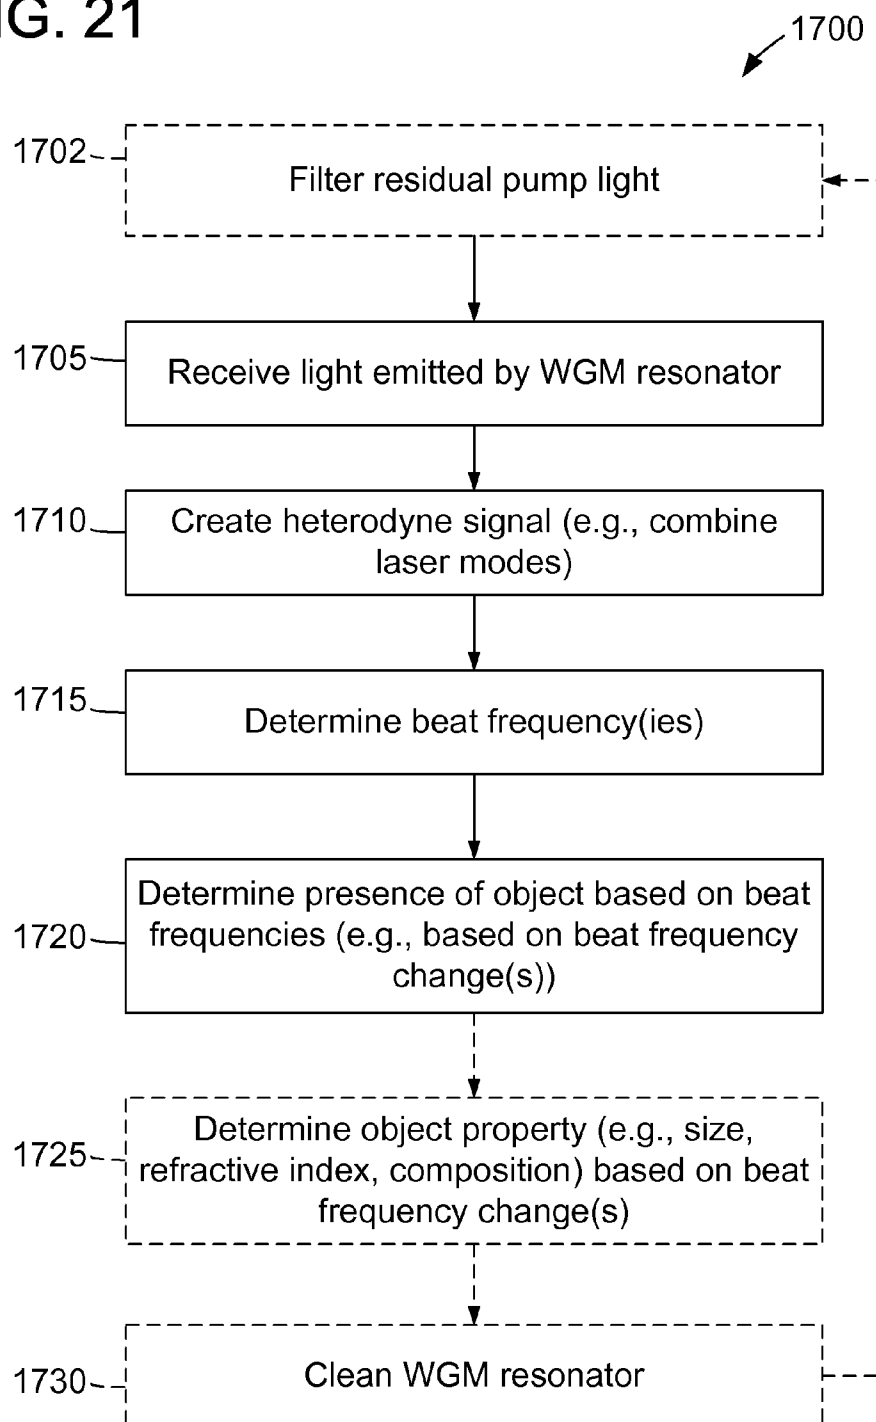 IG. 21
1700
1702
Filter residual pump light
1705
Receive light emitted by WGM resonator
1710
Create heterodyne signal (e.g., combine
laser modes)
1715
Determine beat frequency(ies)
1720
Determine presence of object based on beat
frequencies (e.g., based on beat frequency
change(s))
1725
Determine object property (e.g., size,
refractive index, composition) based on beat
frequency change(s)
1730
Clean WGM resonator